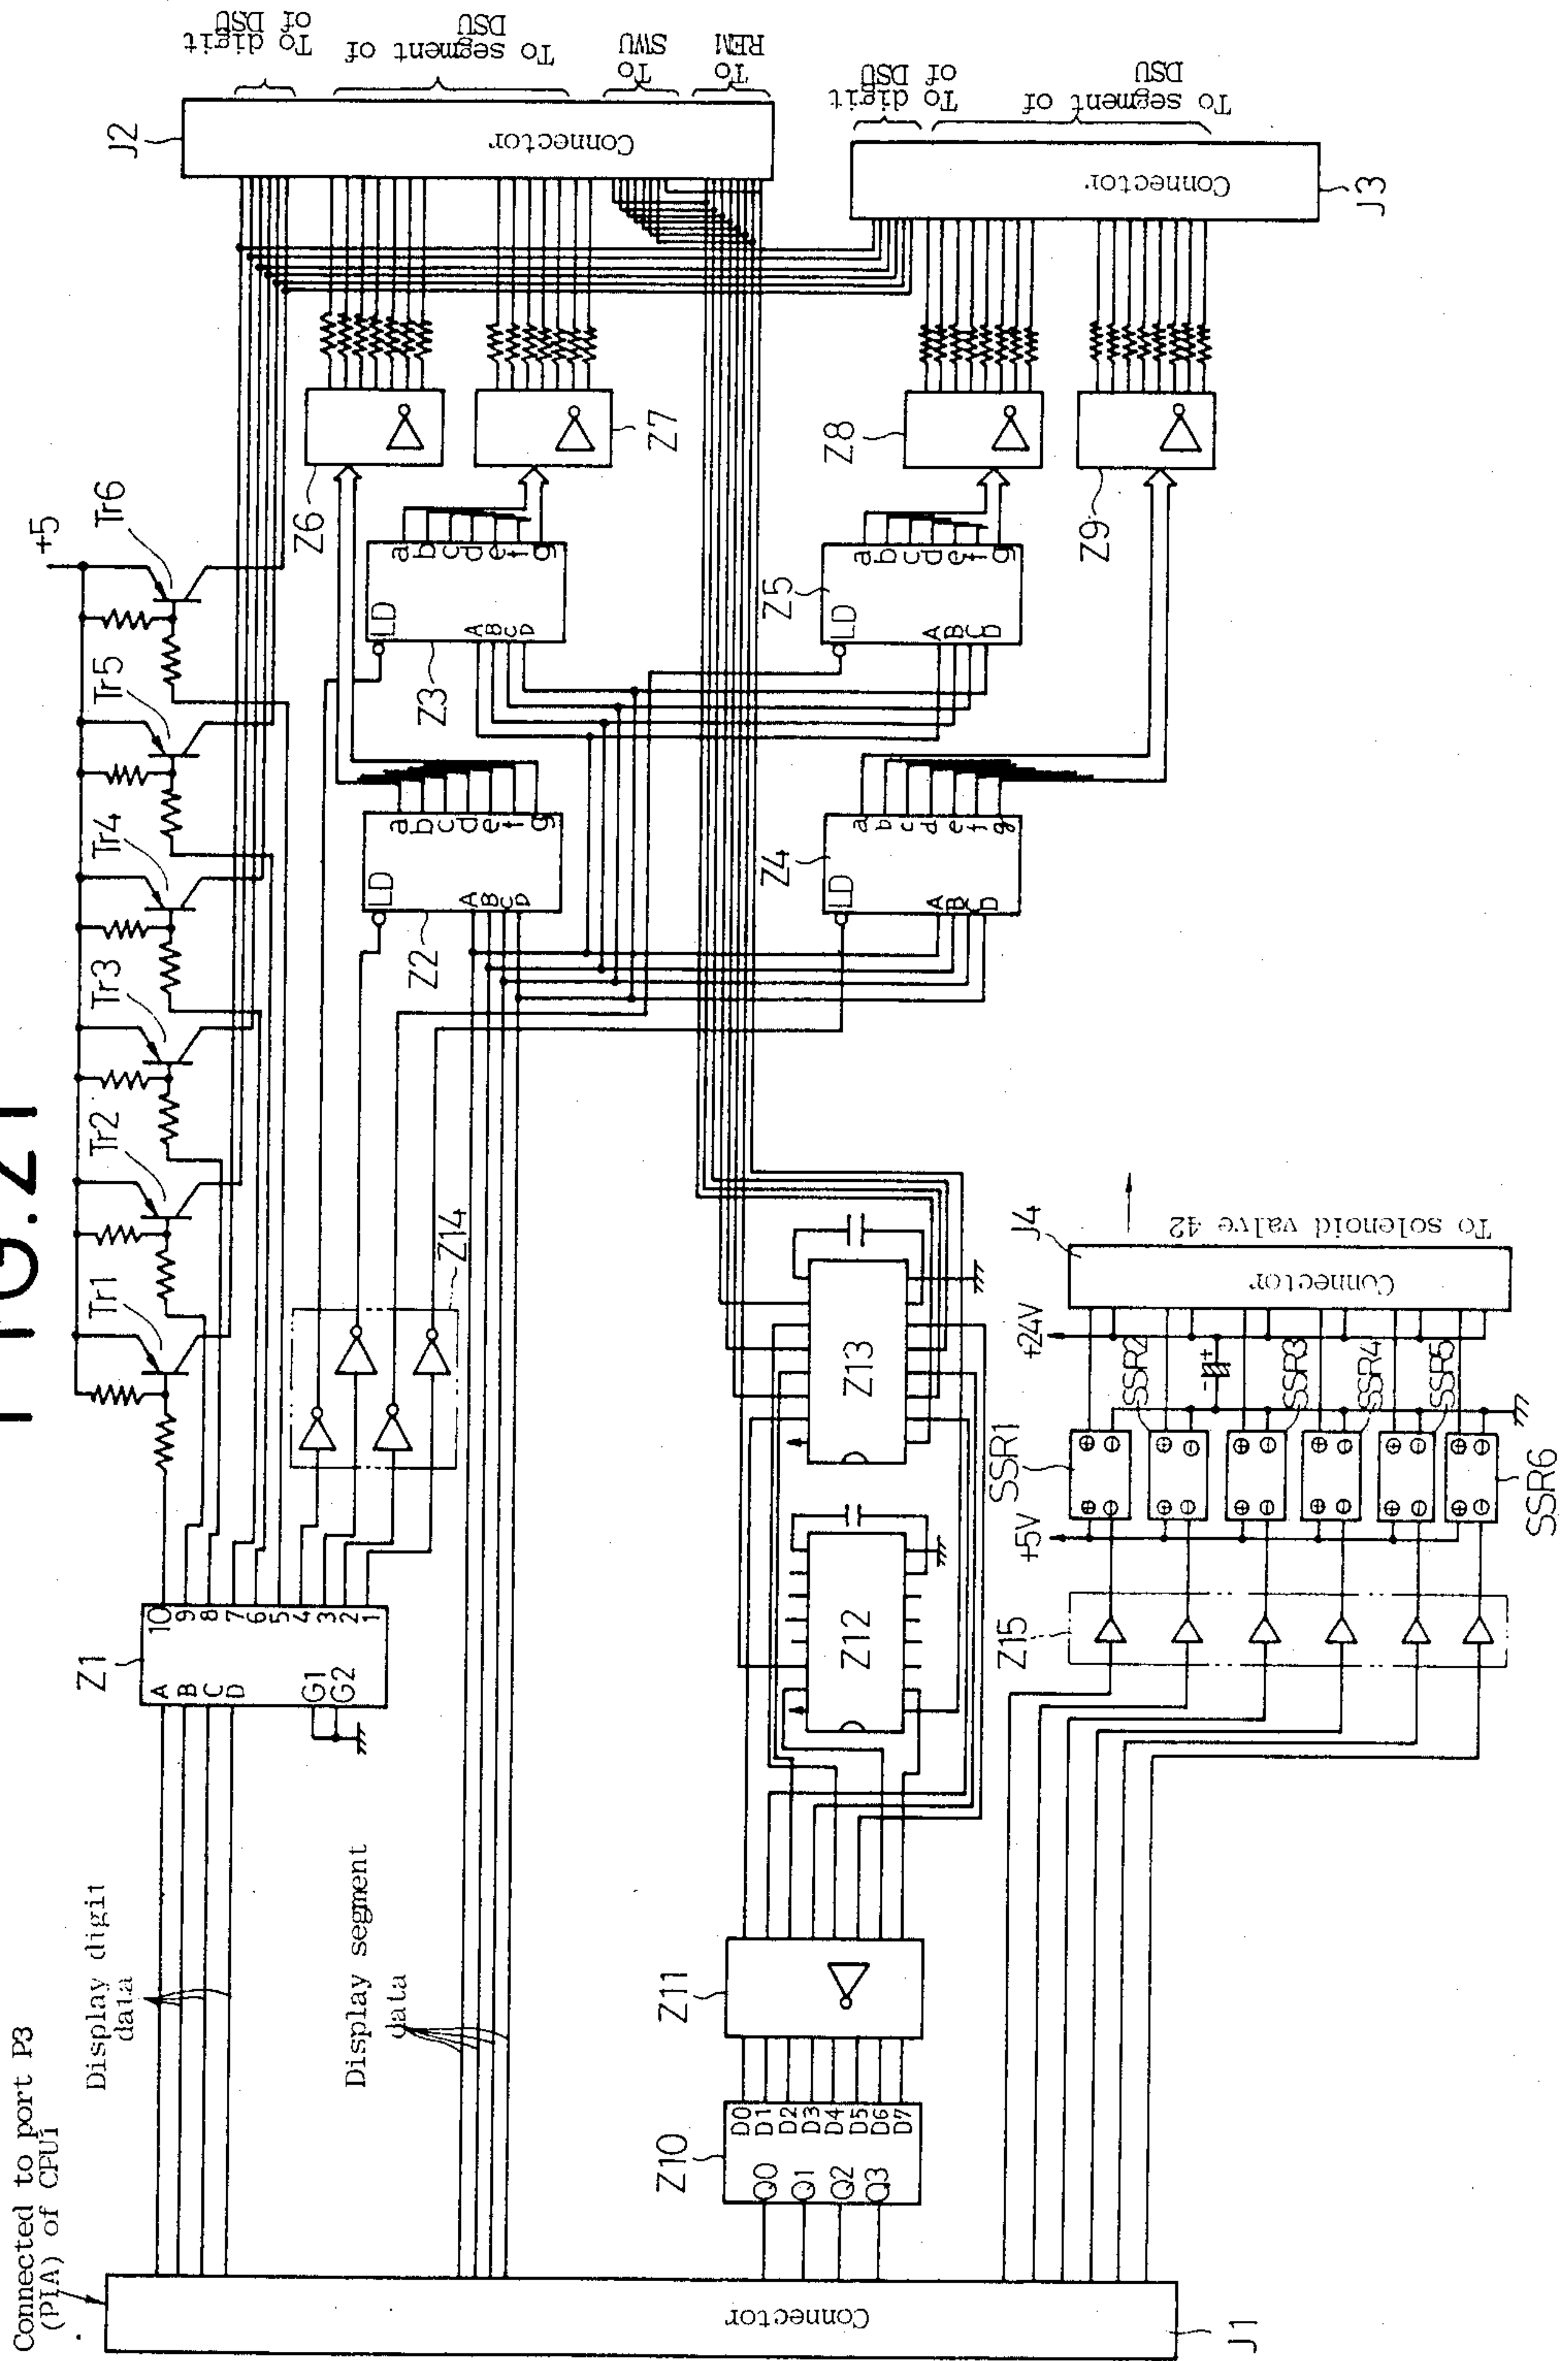 FIG. 21
Connected to port P3
(PIA) of CPUi
Display digit
data
Display segment
data
Connector
J1
Z1
A
B
C
D
G1
G2
10
9
8
7
6
5
4
3
2
1
Tr1
Tr2
Tr3
Tr4
Tr5
Tr6
+5
Z14
Z2
LD
A
B
C
D
a
b
c
d
e
f
g
Z3
LD
A
B
C
D
a
b
c
d
e
f
g
Z4
LD
A
B
C
D
a
b
c
d
e
f
g
Z5
LD
A
B
C
D
a
b
c
d
e
f
g
Z6
Z7
Z8
Z9
J2
Connector
To digit
of DSU
To segment of
DSU
To
SWU
To
REM
J3
Connector
To digit
of DSU
To segment of
DSU
Z10
Q0
Q1
Q2
Q3
D0
D1
D2
D3
D4
D5
D6
D7
Z11
Z12
Z13
Z15
+5V
SSR1
SSR2
SSR3
SSR4
SSR5
SSR6
+24V
J4
Connector
To solenoid valve 42